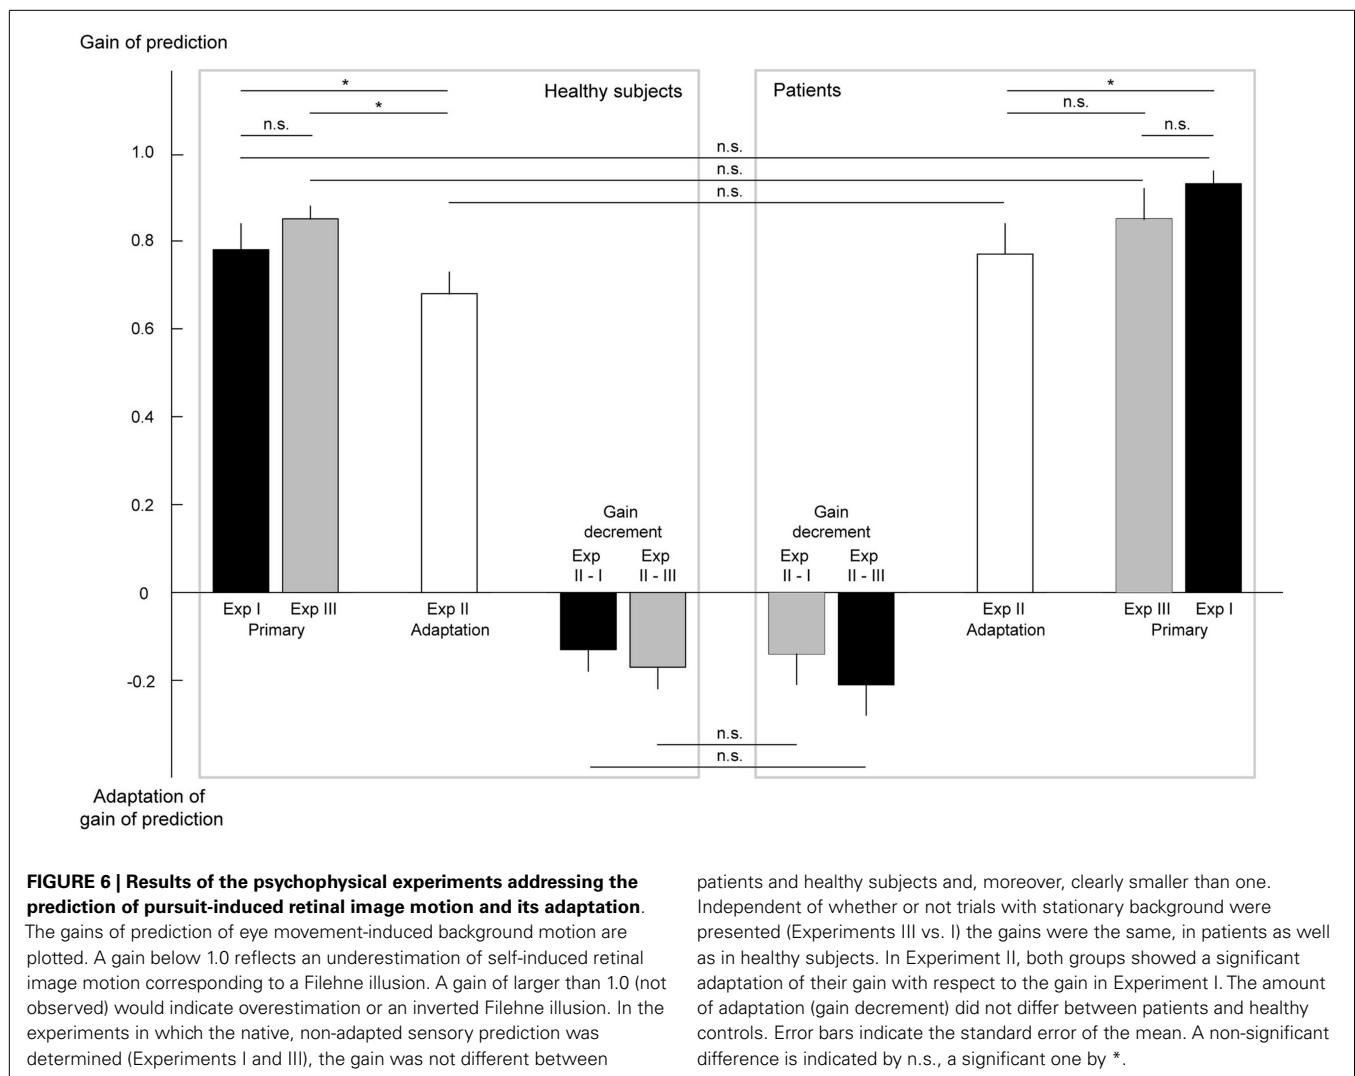 Gain of prediction
Healthy subjects
Patients
*
*
*
n.s.
n.s.
n.s.
n.s.
n.s.
n.s.
1.0
0.8
0.6
0.4
0.2
0
-0.2
Gain
decrement
Exp Exp
II - I II - III
Gain
decrement
Exp Exp
II - I II - III
Exp I Exp III
Primary
Exp II
Adaptation
Exp II
Adaptation
Exp III Exp I
Primary
n.s.
n.s.
Adaptation of
gain of prediction
FIGURE 6 | Results of the psychophysical experiments addressing the
prediction of pursuit-induced retinal image motion and its adaptation.
The gains of prediction of eye movement-induced background motion are
plotted. A gain below 1.0 reflects an underestimation of self-induced retinal
image motion corresponding to a Filehne illusion. A gain of larger than 1.0 (not
observed) would indicate overestimation or an inverted Filehne illusion. In the
experiments in which the native, non-adapted sensory prediction was
determined (Experiments I and III), the gain was not different between
patients and healthy subjects and, moreover, clearly smaller than one.
Independent of whether or not trials with stationary background were
presented (Experiments III vs. I) the gains were the same, in patients as well
as in healthy subjects. In Experiment II, both groups showed a significant
adaptation of their gain with respect to the gain in Experiment I. The amount
of adaptation (gain decrement) did not differ between patients and healthy
controls. Error bars indicate the standard error of the mean. A non-significant
difference is indicated by n.s., a significant one by *.